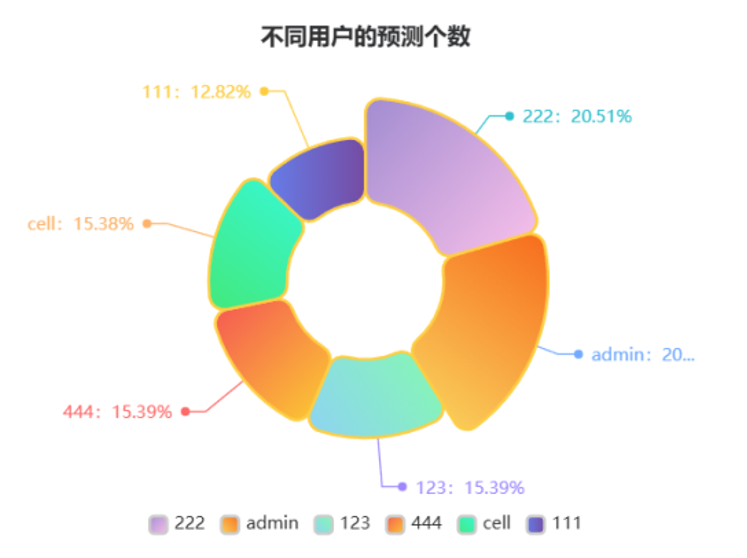 不同用户的预测个数
111：12.82%
222：20.51%
cell：15.38%
admin：20...
444：15.39%
123：15.39%
222 admin 123 444 cell 111